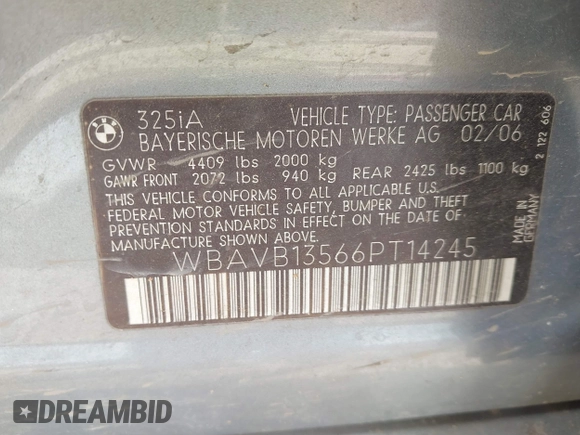 325iA VEHICLE TYPE: PASSENGER CAR
BAYERISCHE MOTOREN WERKE AG 02/06
GVWR 4409 lbs 2000 kg
GAWR FRONT 2072 lbs 940 kg REAR 2425 lbs 1100 kg
THIS VEHICLE CONFORMS TO ALL APPLICABLE U.S.
FEDERAL MOTOR VEHICLE SAFETY, BUMPER AND THEFT
PREVENTION STANDARDS IN EFFECT ON THE DATE OF
MANUFACTURE SHOWN ABOVE.
WBAVB13566PT14245
MADE IN
GERMANY
2 122 606
BMW
DREAMBID